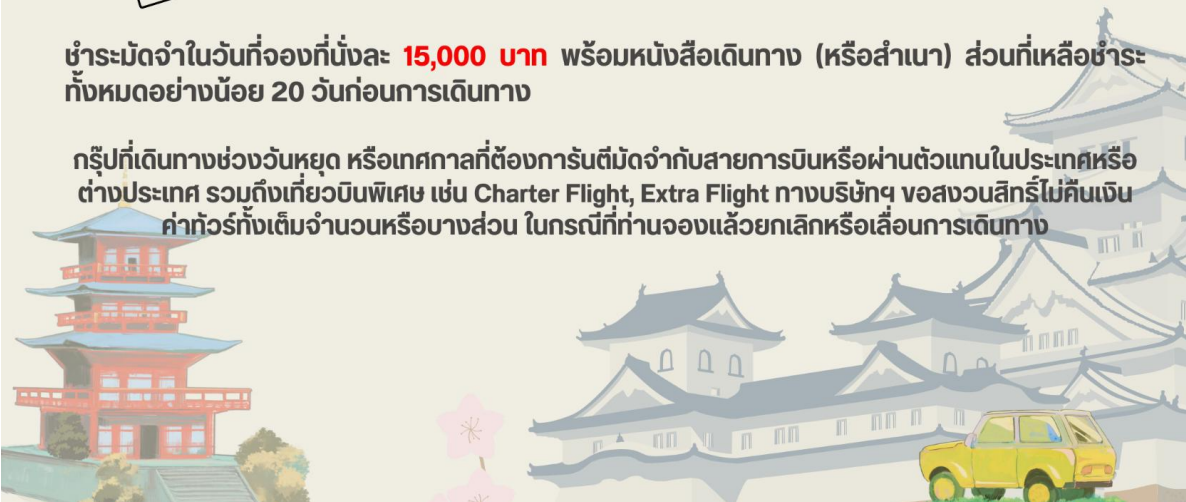 ชำระมัดจำในวันที่จองที่นั่งละ 15,000 บาท พร้อมหนังสือเดินทาง (หรือสำเนา) ส่วนที่เหลือชำระ
ทั้งหมดอย่างน้อย 20 วันก่อนการเดินทาง
กรุ๊ปที่เดินทางช่วงวันหยุด หรือเทศกาลที่ต้องการันตีมัดจำกับสายการบินหรือผ่านตัวแทนในประเทศหรือ
ต่างประเทศ รวมถึงเที่ยวบินพิเศษ เช่น Charter Flight, Extra Flight ทางบริษัทฯ ขอสงวนสิทธิ์ไม่คืนเงิน
ค่าทัวร์ทั้งเต็มจำนวนหรือบางส่วน ในกรณีที่ท่านจองแล้วยกเลิกหรือเลื่อนการเดินทาง